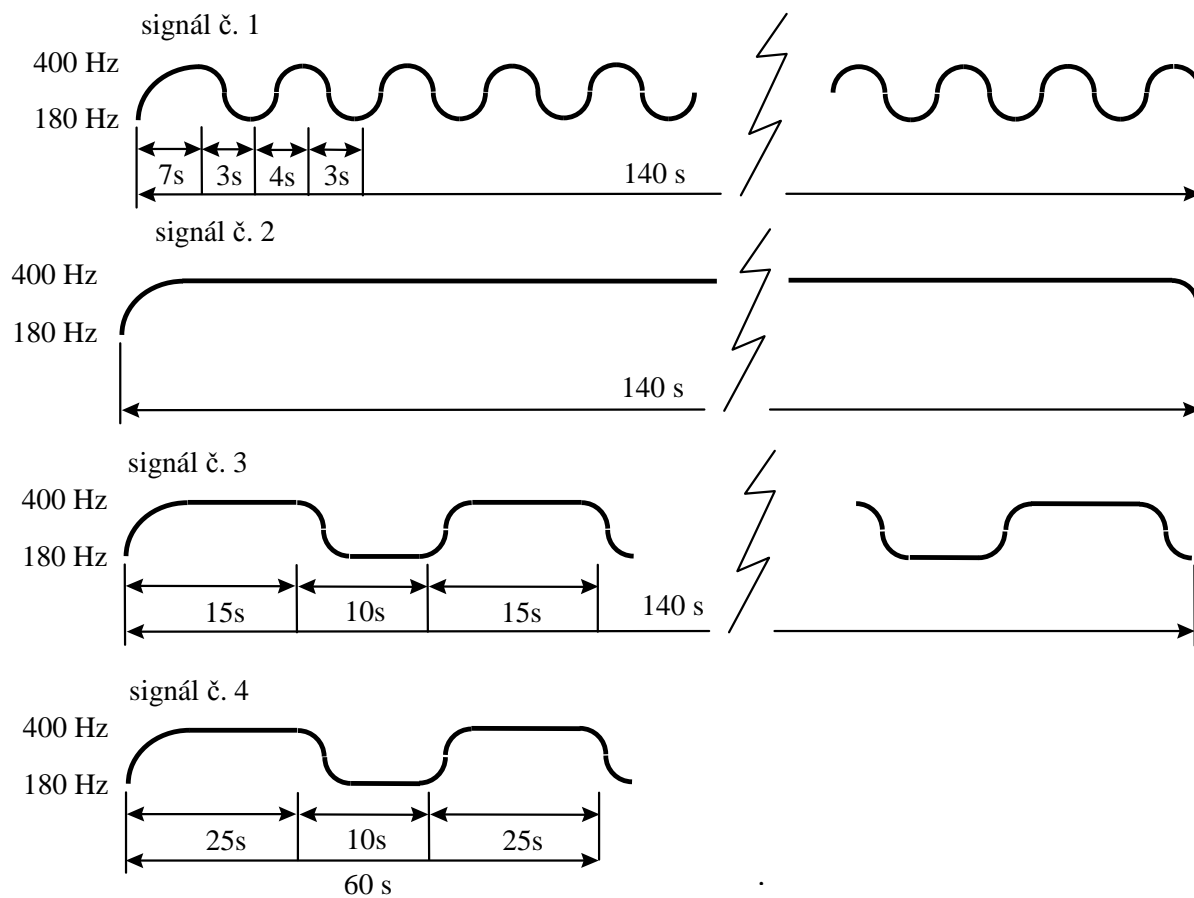 signál č. 1
400 Hz
180 Hz
7s 3s 4s 3s 140 s
signál č. 2
400 Hz
180 Hz
140 s
signál č. 3
400 Hz
180 Hz
15s 10s 15s 140 s
signál č. 4
400 Hz
180 Hz
25s 10s 25s
60 s .